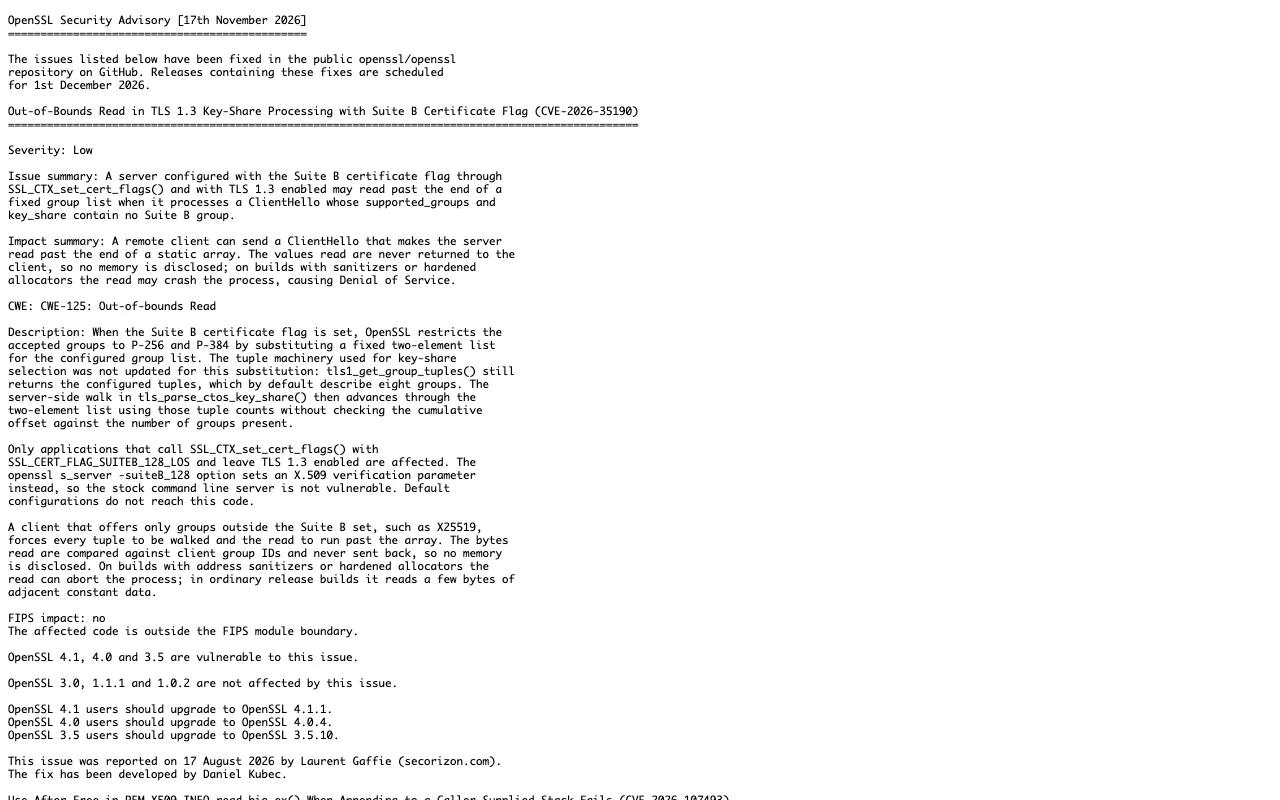 OpenSSL Security Advisory [17th November 2026]
==============================================
The issues listed below have been fixed in the public openssl/openssl
repository on GitHub. Releases containing these fixes are scheduled
for 1st December 2026.
Out-of-Bounds Read in TLS 1.3 Key-Share Processing with Suite B Certificate Flag (CVE-2026-35190)
=================================================================================================
Severity: Low
Issue summary: A server configured with the Suite B certificate flag through
SSL_CTX_set_cert_flags() and with TLS 1.3 enabled may read past the end of a
fixed group list when it processes a ClientHello whose supported_groups and
key_share contain no Suite B group.
Impact summary: A remote client can send a ClientHello that makes the server
read past the end of a static array. The values read are never returned to the
client, so no memory is disclosed; on builds with sanitizers or hardened
allocators the read may crash the process, causing Denial of Service.
CWE: CWE-125: Out-of-bounds Read
Description: When the Suite B certificate flag is set, OpenSSL restricts the
accepted groups to P-256 and P-384 by substituting a fixed two-element list
for the configured group list. The tuple machinery used for key-share
selection was not updated for this substitution: tls1_get_group_tuples() still
returns the configured tuples, which by default describe eight groups. The
server-side walk in tls_parse_ctos_key_share() then advances through the
two-element list using those tuple counts without checking the cumulative
offset against the number of groups present.
Only applications that call SSL_CTX_set_cert_flags() with
SSL_CERT_FLAG_SUITEB_128_LOS and leave TLS 1.3 enabled are affected. The
openssl s_server -suiteB_128 option sets an X.509 verification parameter
instead, so the stock command line server is not vulnerable. Default
configurations do not reach this code.
A client that offers only groups outside the Suite B set, such as X25519,
forces every tuple to be walked and the read to run past the array. The bytes
read are compared against client group IDs and never sent back, so no memory
is disclosed. On builds with address sanitizers or hardened allocators the
read can abort the process; in ordinary release builds it reads a few bytes of
adjacent constant data.
FIPS impact: no
The affected code is outside the FIPS module boundary.
OpenSSL 4.1, 4.0 and 3.5 are vulnerable to this issue.
OpenSSL 3.0, 1.1.1 and 1.0.2 are not affected by this issue.
OpenSSL 4.1 users should upgrade to OpenSSL 4.1.1.
OpenSSL 4.0 users should upgrade to OpenSSL 4.0.4.
OpenSSL 3.5 users should upgrade to OpenSSL 3.5.10.
This issue was reported on 17 August 2026 by Laurent Gaffie (secorizon.com).
The fix has been developed by Daniel Kubec.
Use After Free in PEM_X509_INFO_read_bio_ex() When Appending to a Caller Supplied Stack Fails (CVE-2026-107493)